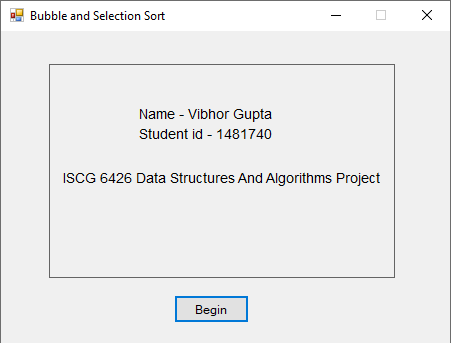 Bubble and Selection Sort
Name - Vibhor Gupta
Student id - 1481740
ISCG 6426 Data Structures And Algorithms Project
Begin